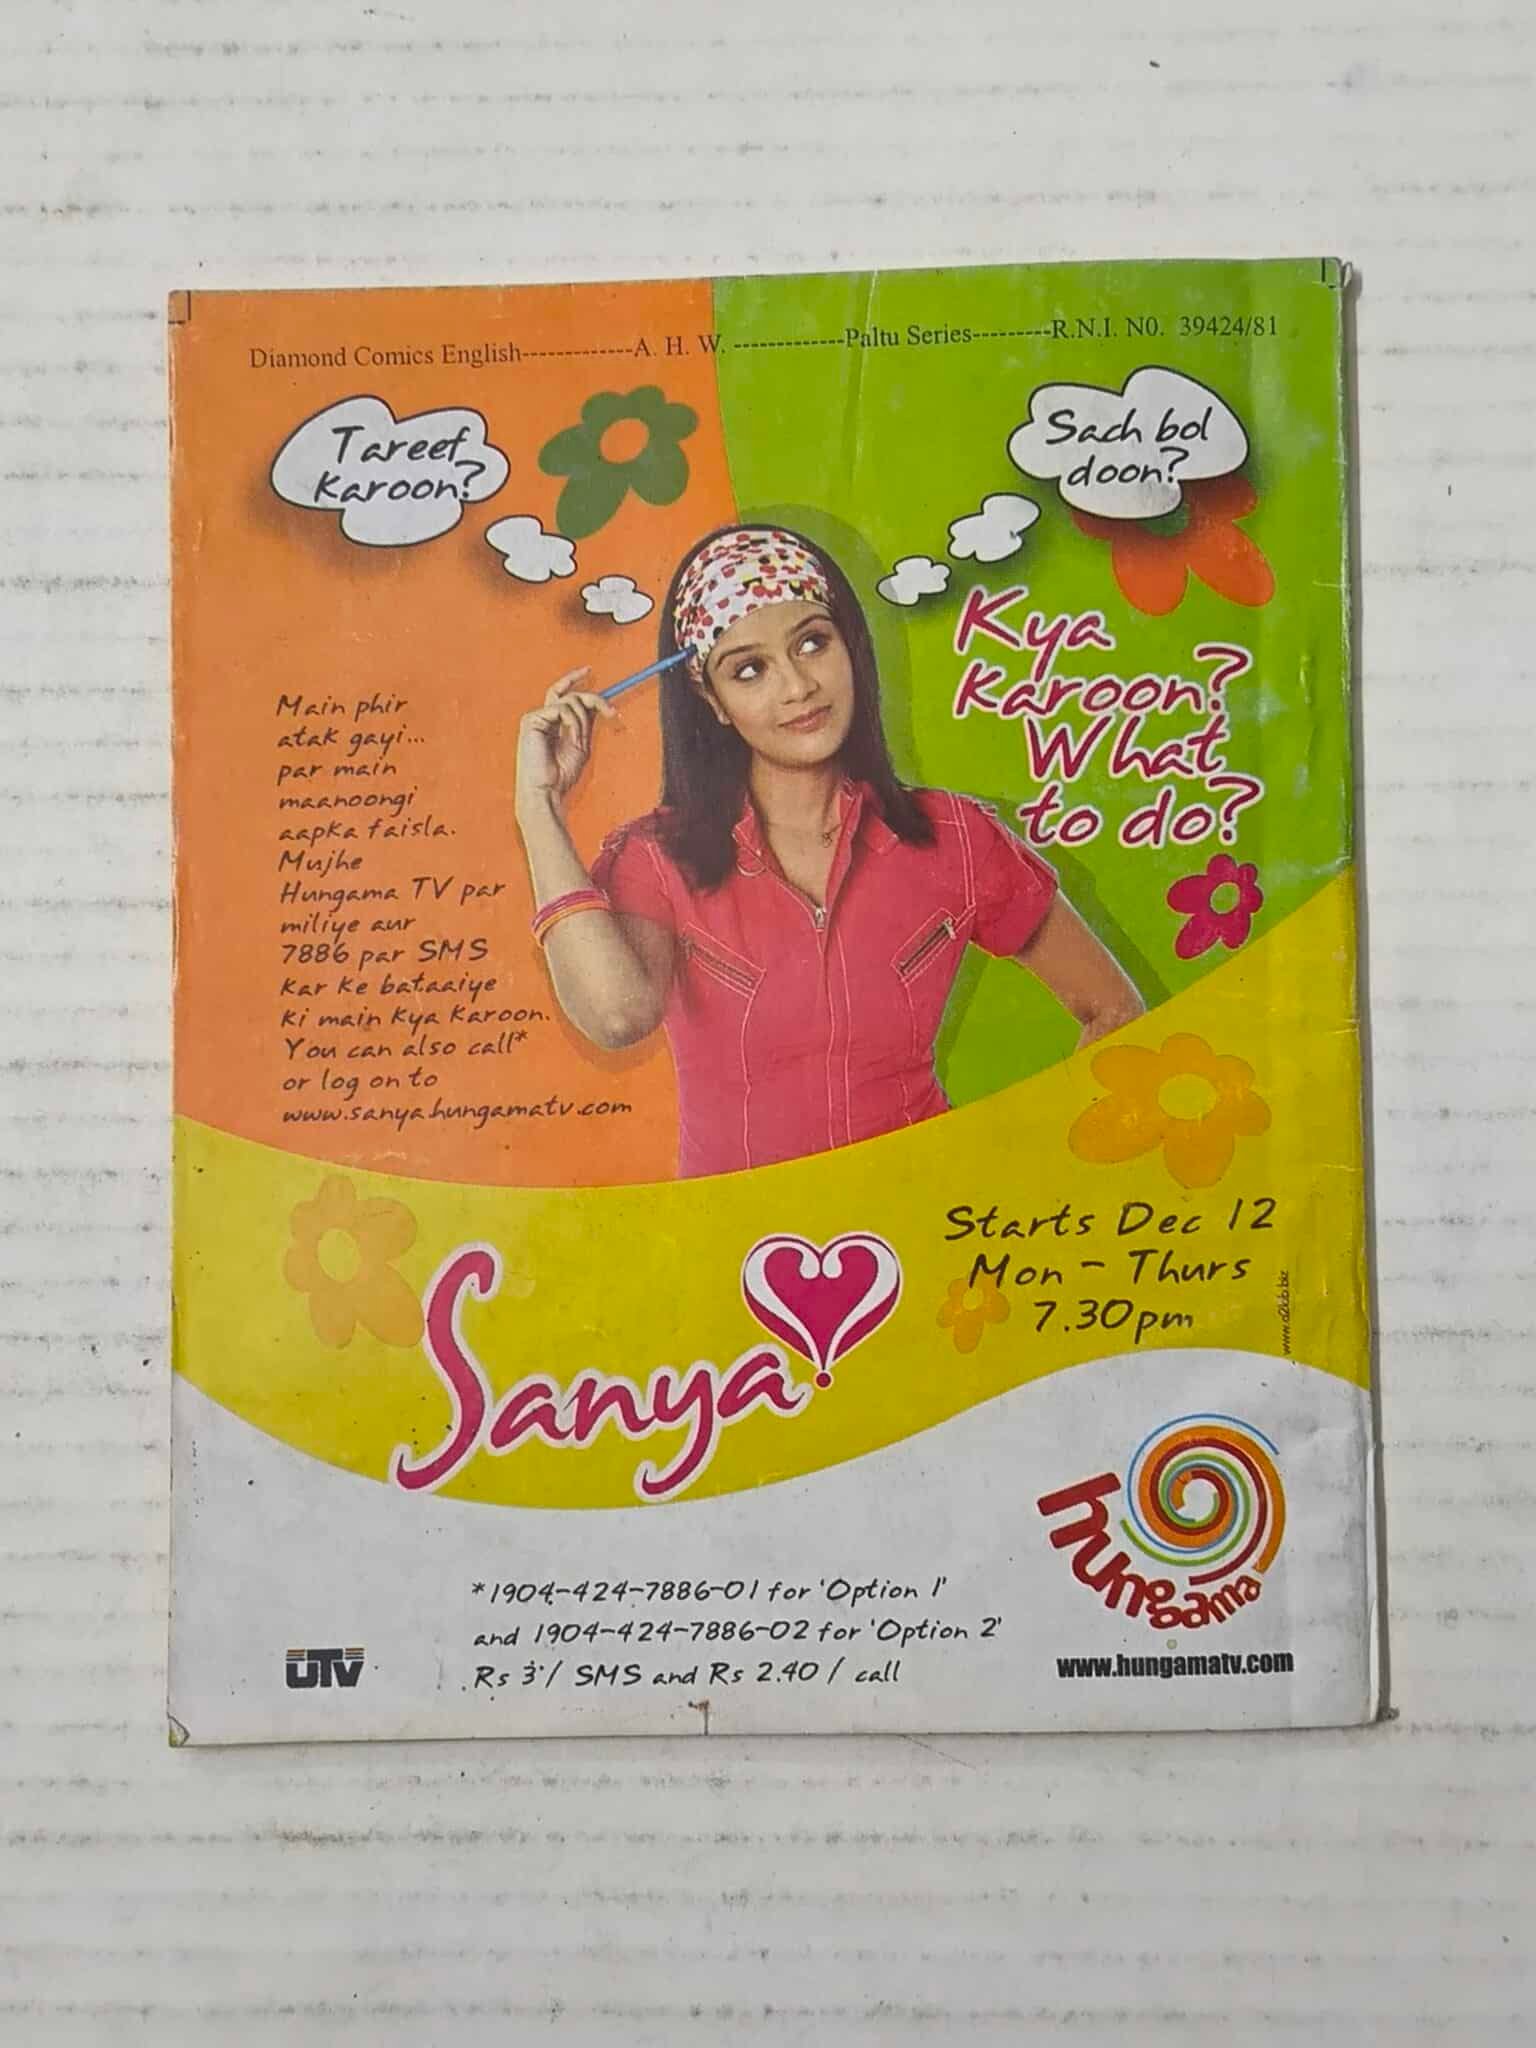 Diamond Comics English-------------A. H. W. -------------Paltu Series---------R.N.I. N0. 39424/81
Tareef
karoon?
Sach bol
doon?
Kya
karoon?
What
to do?
Main phir
atak gayi...
par main
maanoongi
aapka faisla.
Mujhe
Hungama TV par
miliye aur
7886 par SMS
kar ke bataaiye
ki main kya karoon.
You can also call*
or log on to
www.sanya.hungamatv.com
Starts Dec 12
Mon - Thurs
7.30pm
Sanya
hungama
*1904-424-7886-01 for 'Option 1'
and 1904-424-7886-02 for 'Option 2'
Rs 3 / SMS and Rs 2.40 / call
UTV
www.hungamatv.com